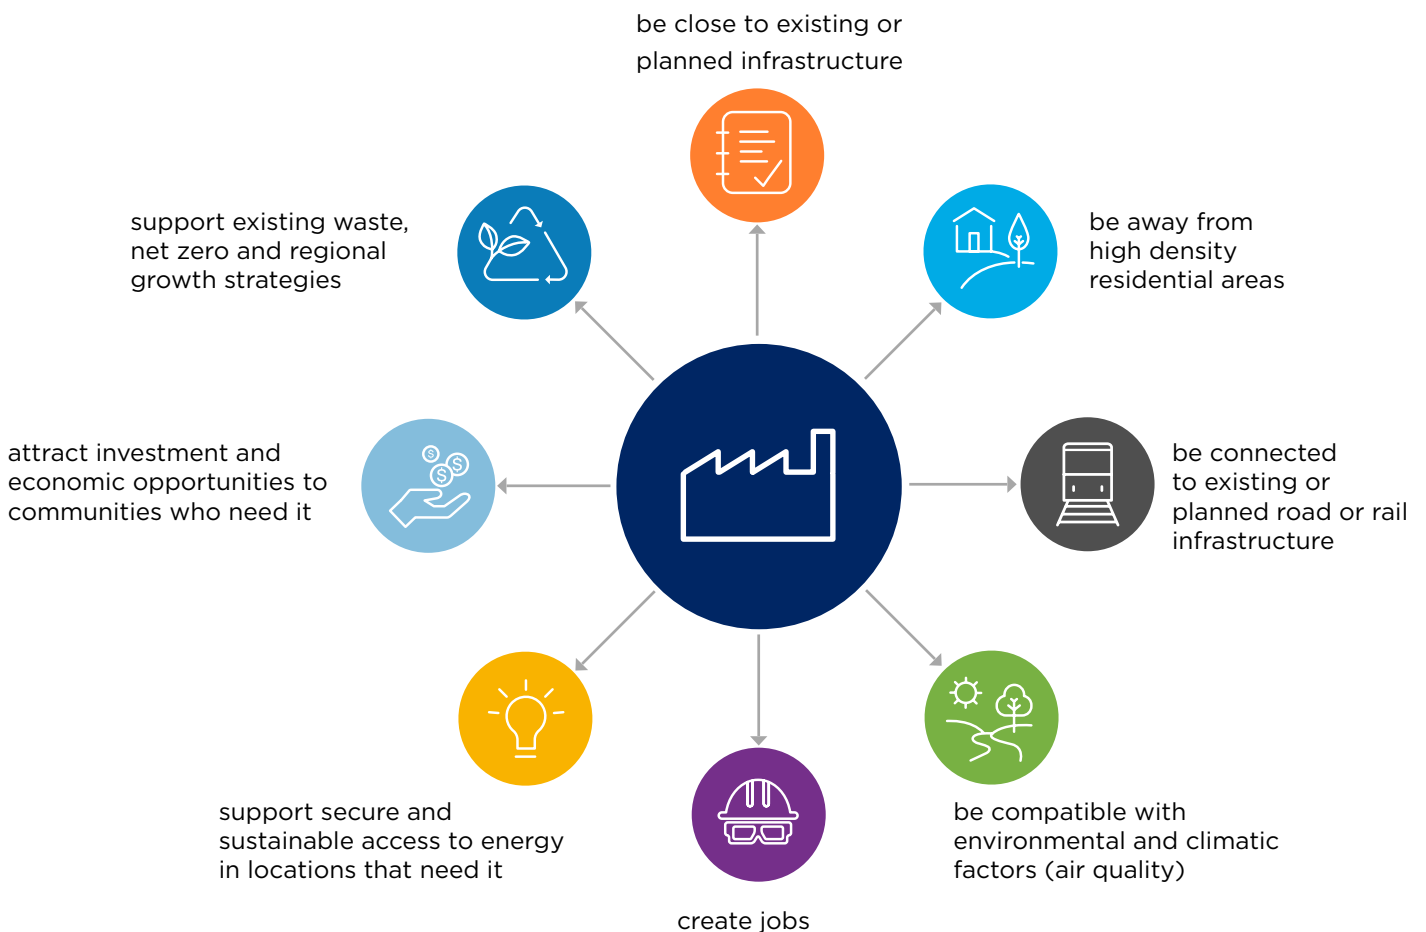 be close to existing or
planned infrastructure
be away from
high density
residential areas
be connected
to existing or
planned road or rail
infrastructure
be compatible with
environmental and climatic
factors (air quality)
create jobs
support secure and
sustainable access to energy
in locations that need it
attract investment and
economic opportunities to
communities who need it
support existing waste,
net zero and regional
growth strategies
$
$
$